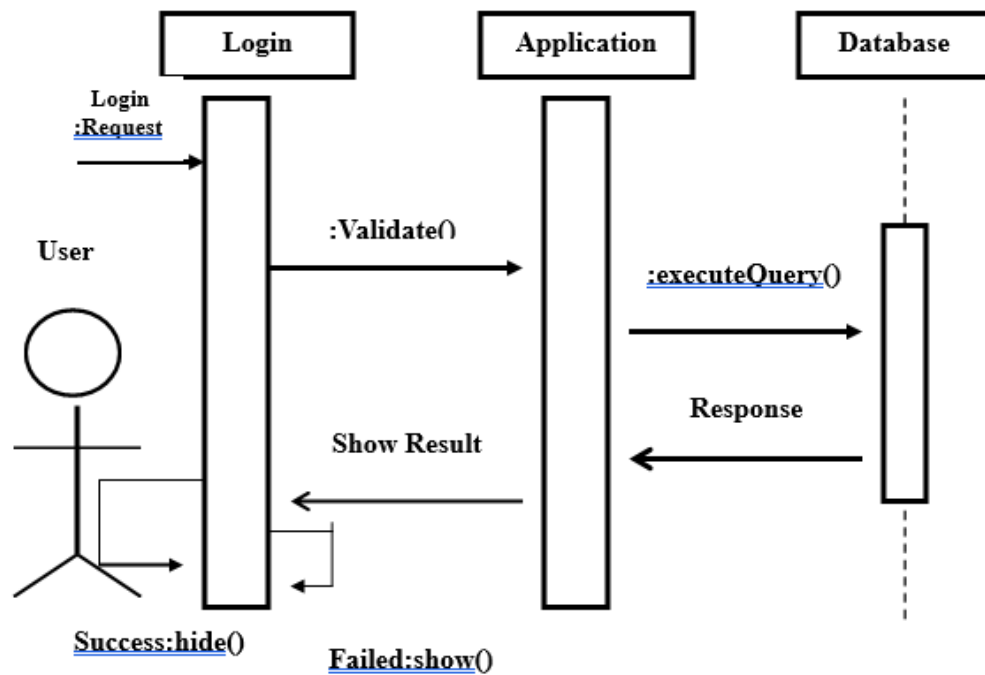 Login
Application
Database
Login
:Request
:Validate()
User
:executeQuery()
Response
Show Result
Success:hide()
Failed:show()